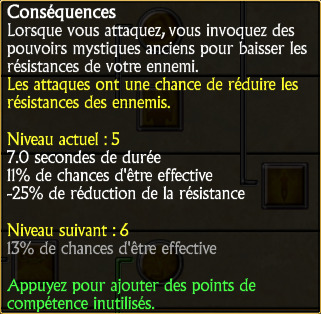 Conséquences
Lorsque vous attaquez, vous invoquez des
pouvoirs mystiques anciens pour baisser les
résistances de votre ennemi.
Les attaques ont une chance de réduire les
résistances des ennemis.
Niveau actuel : 5
7.0 secondes de durée
11% de chances d'être effective
-25% de réduction de la résistance
Niveau suivant : 6
13% de chances d'être effective
Appuyez pour ajouter des points de
compétence inutilisés.